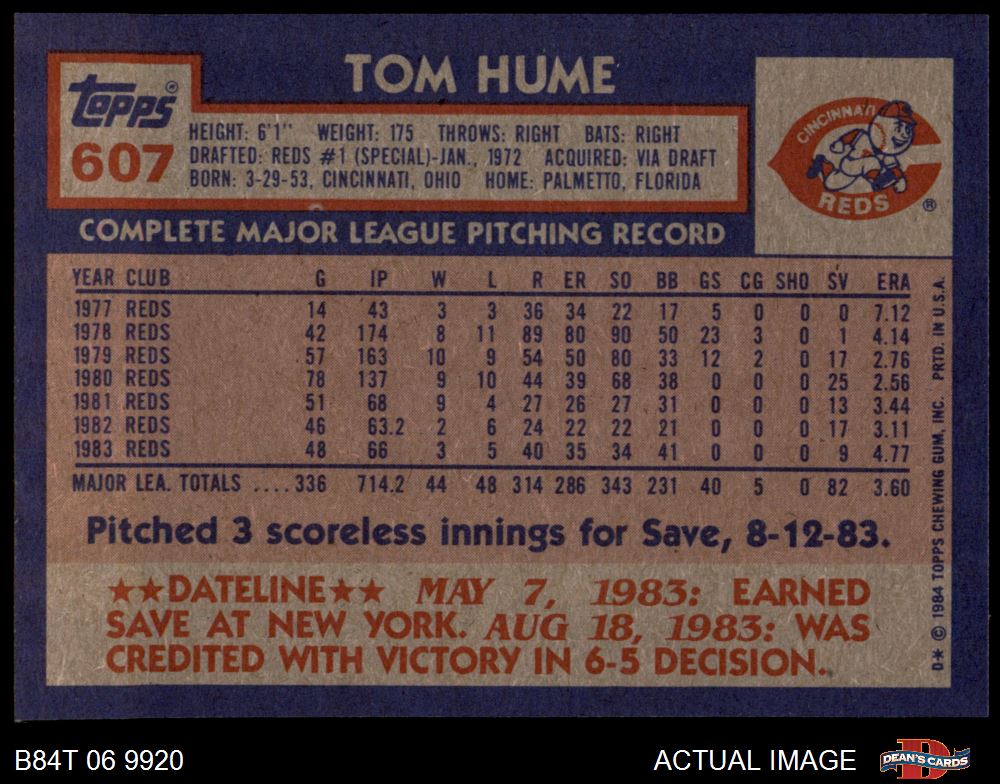 TOM HUME
Topps®
607
HEIGHT: 6'1" WEIGHT: 175 THROWS: RIGHT BATS: RIGHT
DRAFTED: REDS #1 (SPECIAL)-JAN., 1972 ACQUIRED: VIA DRAFT
BORN: 3-29-53, CINCINNATI, OHIO HOME: PALMETTO, FLORIDA
CINCINNATI
REDS
®
COMPLETE MAJOR LEAGUE PITCHING RECORD
YEAR CLUB G IP W L R ER SO BB GS CG SHO SV ERA
1977 REDS 14 43 3 3 36 34 22 17 5 0 0 0 7.12
1978 REDS 42 174 8 11 89 80 90 50 23 3 0 1 4.14
1979 REDS 57 163 10 9 54 50 80 33 12 2 0 17 2.76
1980 REDS 78 137 9 10 44 39 68 38 0 0 0 25 2.56
1981 REDS 51 68 9 4 27 26 27 31 0 0 0 13 3.44
1982 REDS 46 63.2 2 6 24 22 22 21 0 0 0 17 3.11
1983 REDS 48 66 3 5 40 35 34 41 0 0 0 9 4.77
MAJOR LEA. TOTALS ....336 714.2 44 48 314 286 343 231 40 5 0 82 3.60
Pitched 3 scoreless innings for Save, 8-12-83.
★★DATELINE★★ MAY 7, 1983: EARNED
SAVE AT NEW YORK. AUG 18, 1983: WAS
CREDITED WITH VICTORY IN 6-5 DECISION.
D* © 1984 TOPPS CHEWING GUM, INC. PRTD. IN U.S.A.
B84T 06 9920
ACTUAL IMAGE
D
DEAN'S CARDS